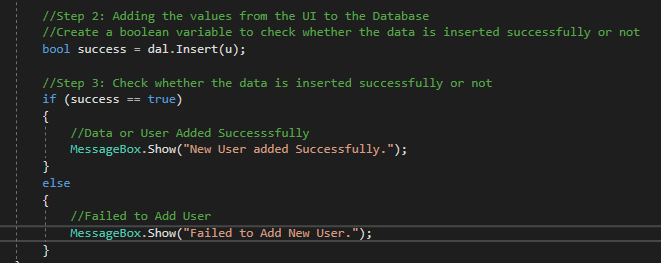 //Step 2: Adding the values from the UI to the Database
//Create a boolean variable to check whether the data is inserted successfully or not
bool success = dal.Insert(u);
//Step 3: Check whether the data is inserted successfully or not
if (success == true)
{
//Data or User Added Successsfully
MessageBox.Show("New User added Successfully.");
}
else
{
//Failed to Add User
MessageBox.Show("Failed to Add New User.");
}